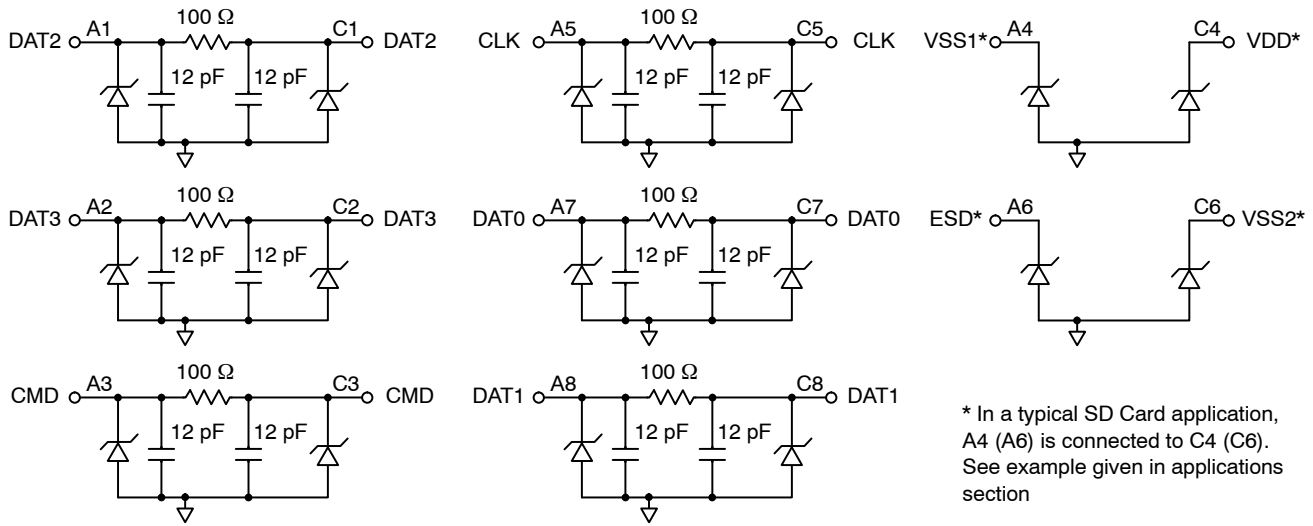 100 Ω
DAT2 A1 C1 DAT2
12 pF 12 pF
100 Ω
CLK A5 C5 CLK
12 pF 12 pF
VSS1* A4 C4 VDD*
100 Ω
DAT3 A2 C2 DAT3
12 pF 12 pF
100 Ω
DAT0 A7 C7 DAT0
12 pF 12 pF
ESD* A6 C6 VSS2*
100 Ω
CMD A3 C3 CMD
12 pF 12 pF
100 Ω
DAT1 A8 C8 DAT1
12 pF 12 pF
* In a typical SD Card application,
A4 (A6) is connected to C4 (C6).
See example given in applications
section